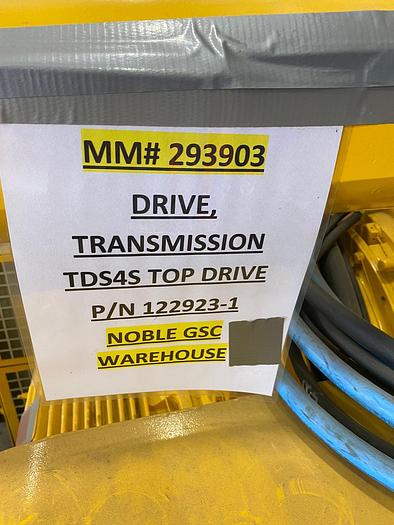 MM# 293903
DRIVE,
TRANSMISSION
TDS4S TOP DRIVE
P/N 122923-1
NOBLE GSC
WAREHOUSE